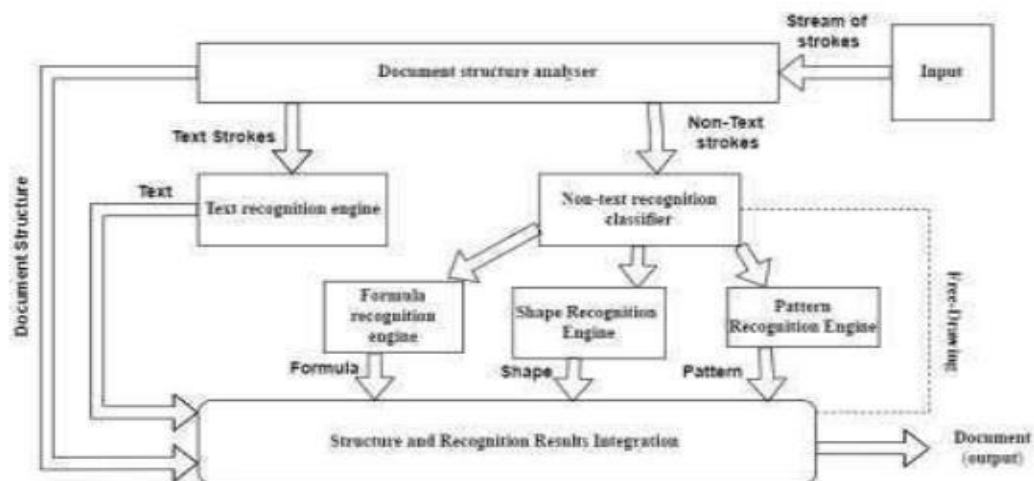 Stream of
strokes
Input
Document structure analyser
Text Strokes
Non-Text
strokes
Text
Text recognition engine
Non-text recognition
classifier
Document Structure
Free-Drawing
Formula
recognition
engine
Shape Recognition
Engine
Pattern
Recognition Engine
Formula
Shape
Pattern
Structure and Recognition Results Integration
Document
(output)